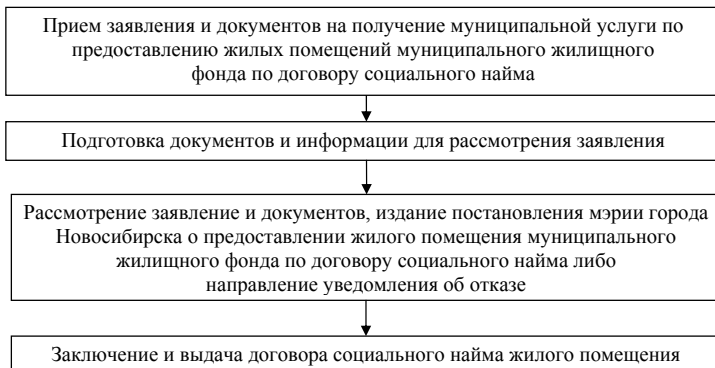 Прием заявления и документов на получение муниципальной услуги по
предоставлению жилых помещений муниципального жилищного
фонда по договору социального найма
Подготовка документов и информации для рассмотрения заявления
Рассмотрение заявление и документов, издание постановления мэрии города
Новосибирска о предоставлении жилого помещения муниципального
жилищного фонда по договору социального найма либо
направление уведомления об отказе
Заключение и выдача договора социального найма жилого помещения